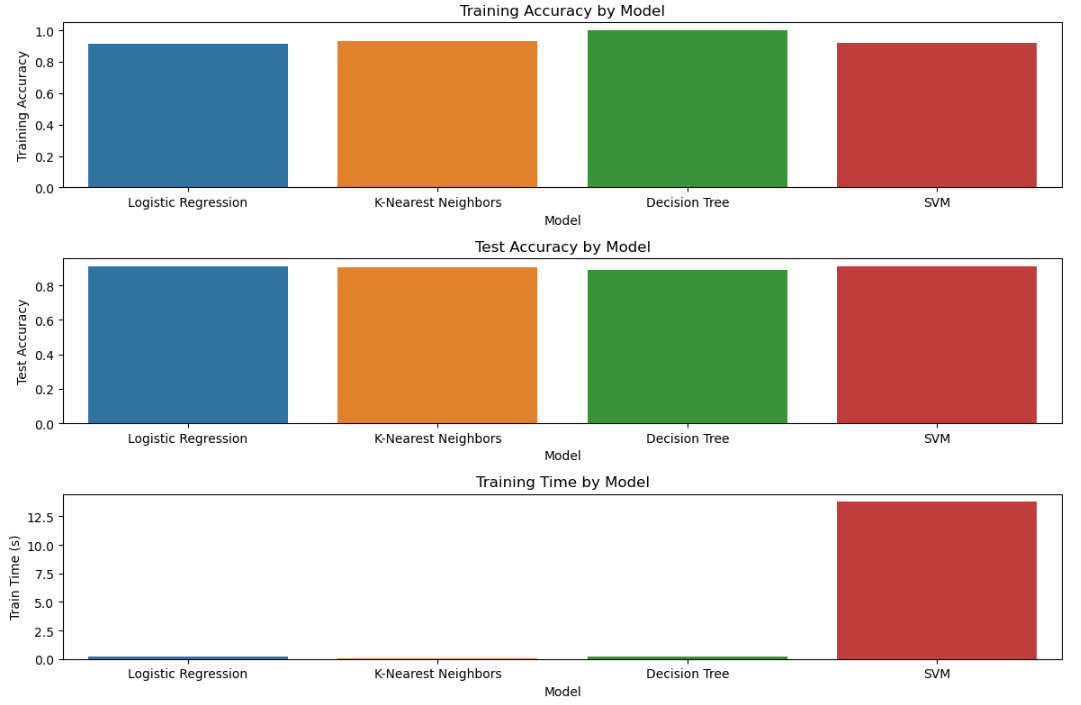 Training Accuracy by Model
1.0
0.8
0.6
0.4
0.2
0.0
Training Accuracy
Logistic Regression K-Nearest Neighbors Decision Tree SVM
Model
Test Accuracy by Model
0.8
0.6
0.4
0.2
0.0
Test Accuracy
Logistic Regression K-Nearest Neighbors Decision Tree SVM
Model
Training Time by Model
12.5
10.0
7.5
5.0
2.5
0.0
Train Time (s)
Logistic Regression K-Nearest Neighbors Decision Tree SVM
Model